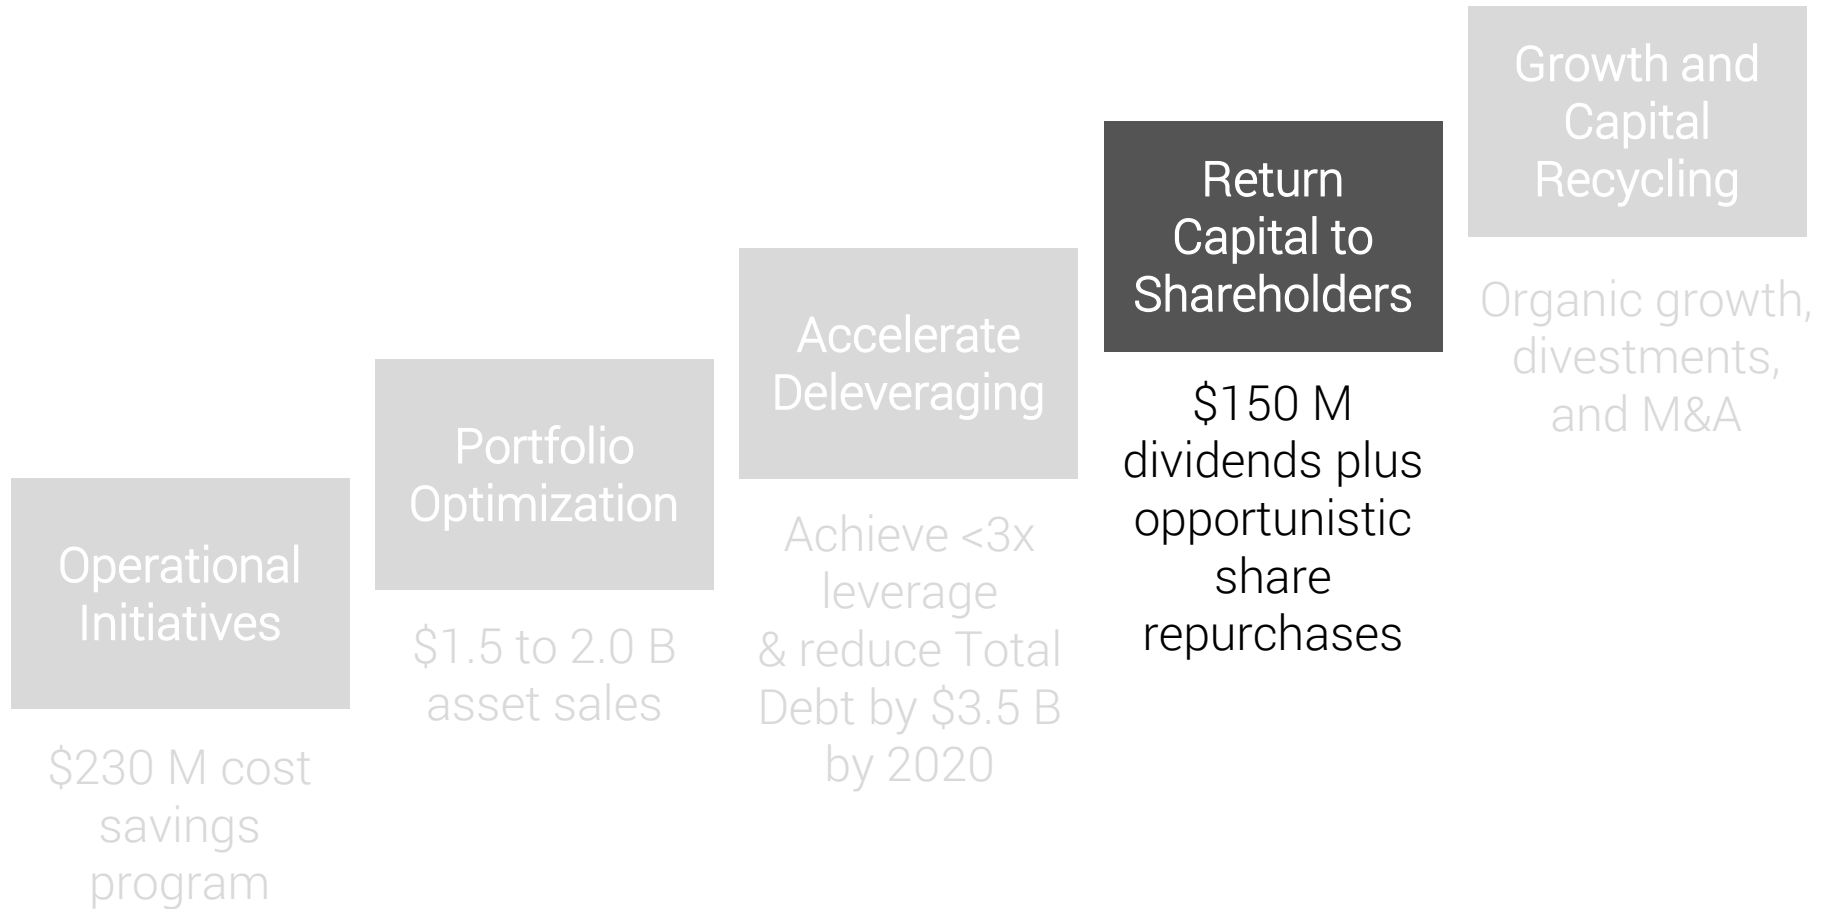 Operational
Initiatives
$230 M cost
savings
program
Portfolio
Optimization
$1.5 to 2.0 B
asset sales
Accelerate
Deleveraging
Achieve <3x
leverage
& reduce Total
Debt by $3.5 B
by 2020
Return
Capital to
Shareholders
$150 M
dividends plus
opportunistic
share
repurchases
Growth and
Capital
Recycling
Organic growth,
divestments,
and M&A